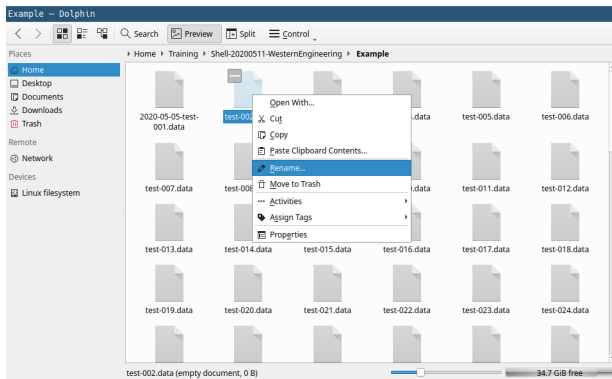 Example — Dolphin
Search Preview Split Control
Places
Home
Desktop
Documents
Downloads
Trash
Remote
Network
Devices
Linux filesystem
Home Training Shell-20200511-WesternEngineering Example
2020-05-05-test-001.data test-002 .data test-005.data test-006.data
test-007.data test-008 test-011.data test-012.data
test-013.data test-014.data test-015.data test-016.data test-017.data test-018.data
test-019.data test-020.data test-021.data test-022.data test-023.data test-024.data
Open With...
Cut
Copy
Paste Clipboard Contents...
Rename...
Move to Trash
Activities
Assign Tags
Properties
test-002.data (empty document, 0 B)
34.7 GiB free